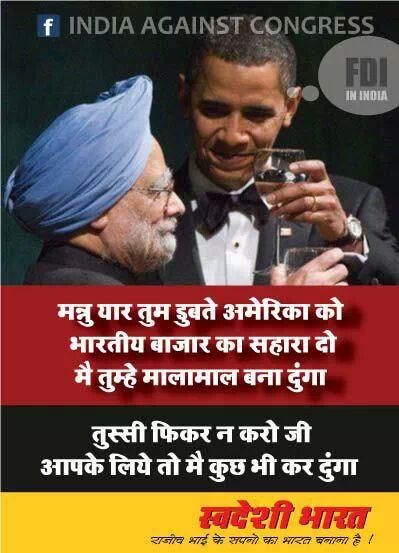 f INDIA AGAINST CONGRESS
FDI
IN INDIA
मन्नु यार तुम डुबते अमेरिका को
भारतीय बाजार का सहारा दो
मै तुम्हे मालामाल बना दुंगा
तुस्सी फिकर न करो जी
आपके लिये तो मै कुछ भी कर दुंगा
स्वदेशी भारत
राजीव भाई के सपनो का भारत बनाना है !